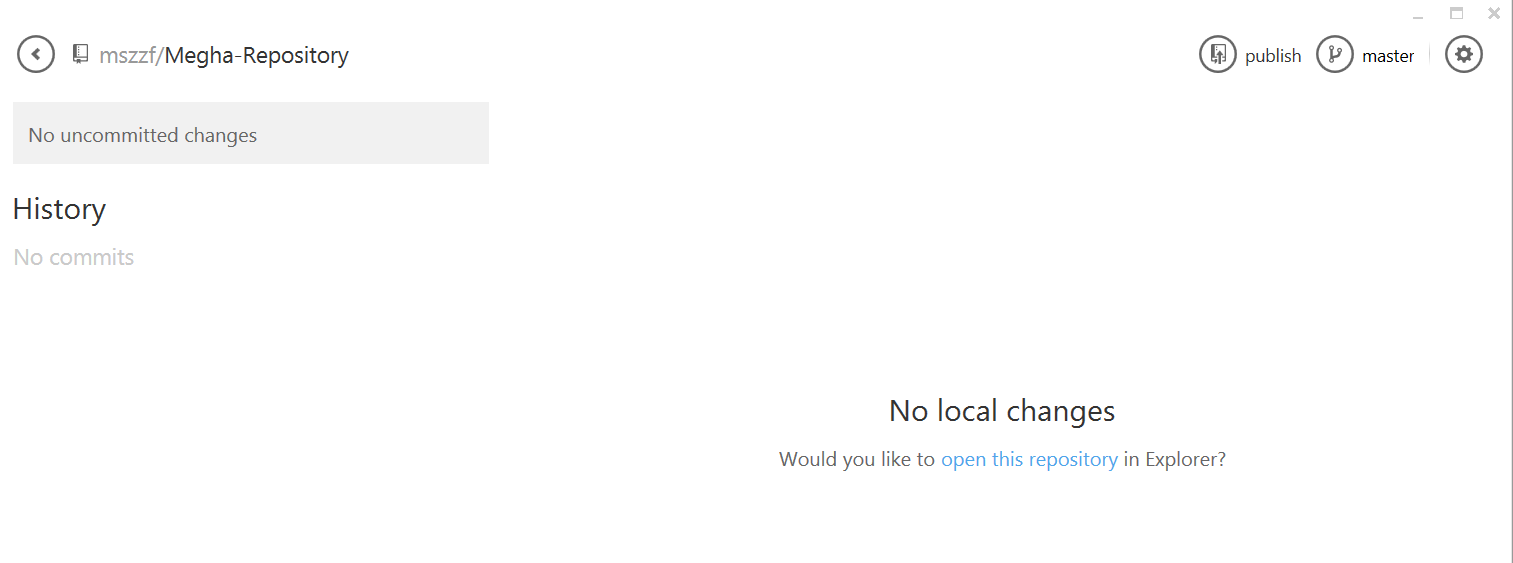 mszzf/Megha-Repository
publish
master
No uncommitted changes
History
No commits
No local changes
Would you like to open this repository in Explorer?